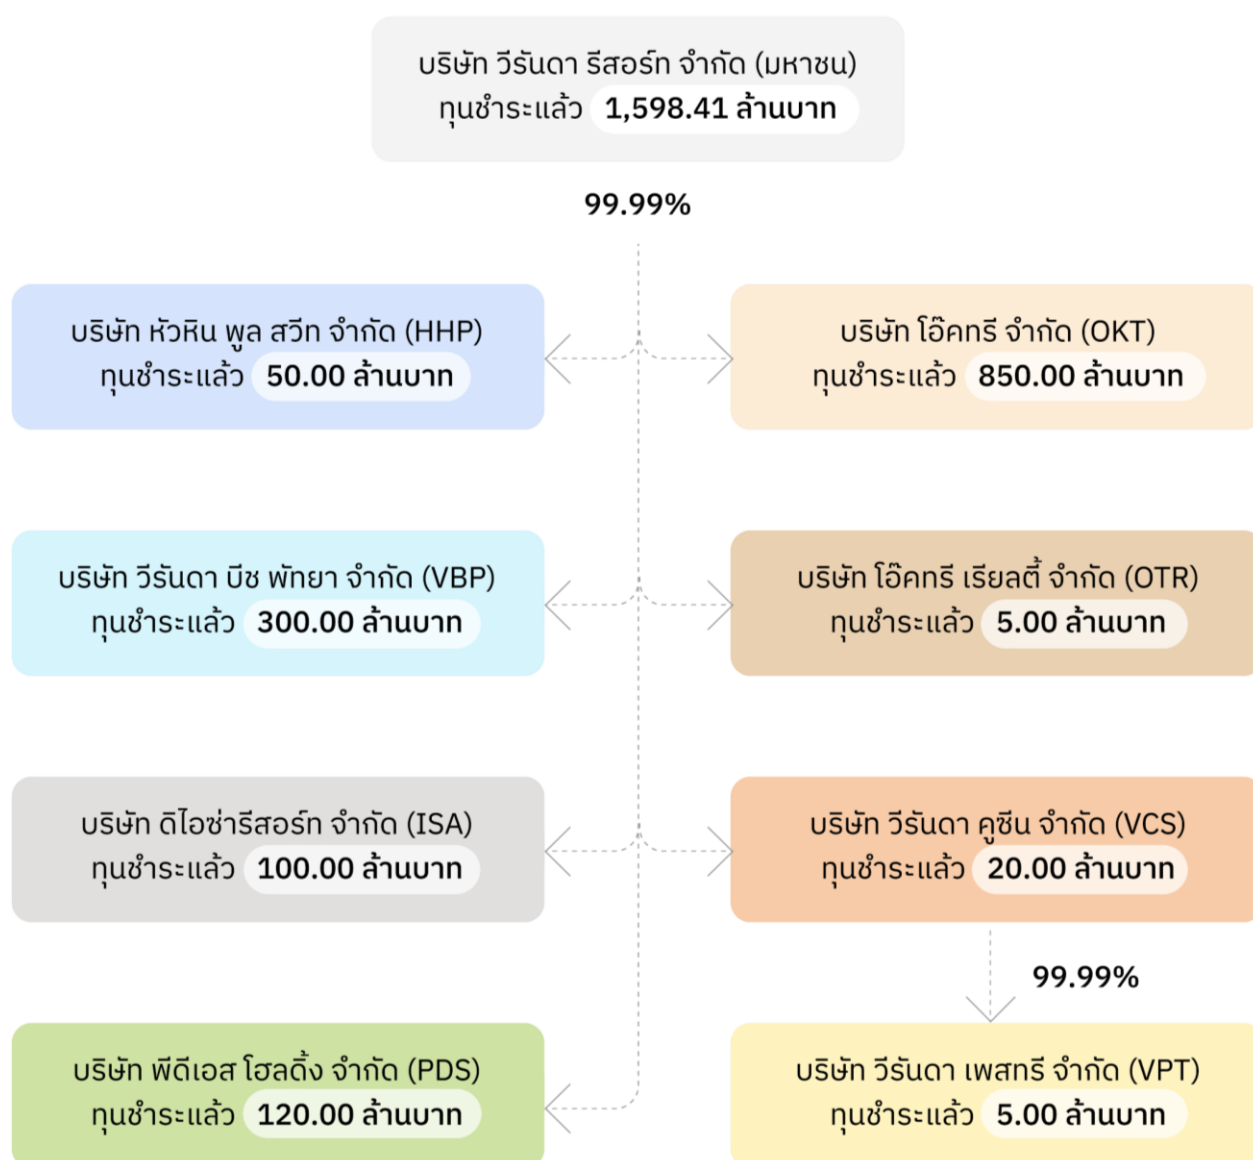 บริษัท วีรันดา รีสอร์ท จำกัด (มหาชน)
ทุนชำระแล้ว 1,598.41 ล้านบาท
99.99%
บริษัท หัวหิน พูล สวีท จำกัด (HHP)
ทุนชำระแล้ว 50.00 ล้านบาท
บริษัท โอ๊คทรี จำกัด (OKT)
ทุนชำระแล้ว 850.00 ล้านบาท
บริษัท วีรันดา บีช พัทยา จำกัด (VBP)
ทุนชำระแล้ว 300.00 ล้านบาท
บริษัท โอ๊คทรี เรียลตี้ จำกัด (OTR)
ทุนชำระแล้ว 5.00 ล้านบาท
บริษัท ดิไอซ่ารีสอร์ท จำกัด (ISA)
ทุนชำระแล้ว 100.00 ล้านบาท
บริษัท วีรันดา คูซีน จำกัด (VCS)
ทุนชำระแล้ว 20.00 ล้านบาท
99.99%
บริษัท พีดีเอส โฮลดิ้ง จำกัด (PDS)
ทุนชำระแล้ว 120.00 ล้านบาท
บริษัท วีรันดา เพสทรี จำกัด (VPT)
ทุนชำระแล้ว 5.00 ล้านบาท